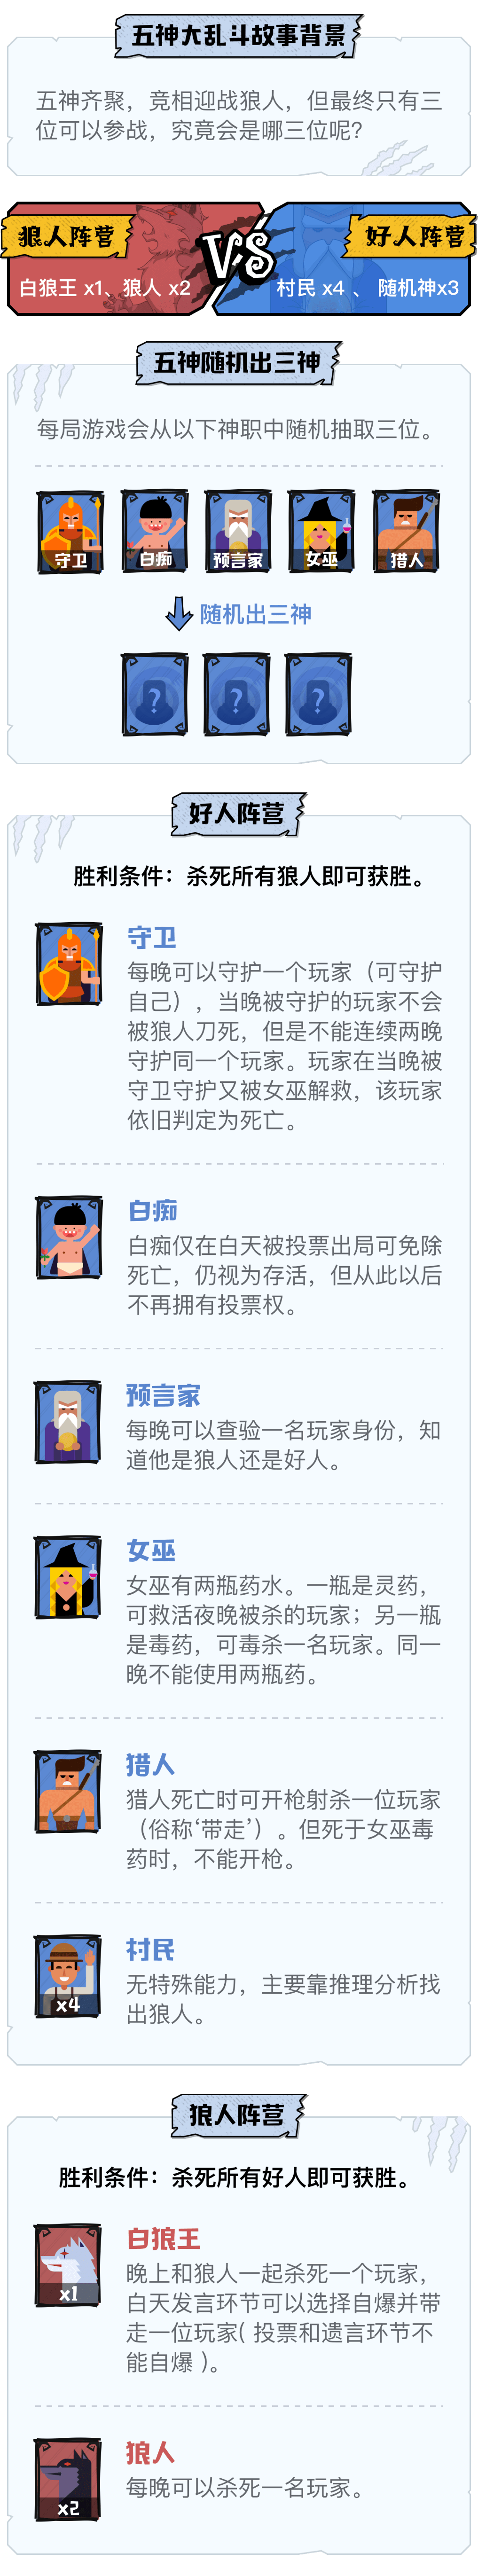 五神大乱斗故事背景
五神齐聚，竞相迎战狼人，但最终只有三
位可以参战，究竟会是哪三位呢？
狼人阵营
VS
好人阵营
白狼王 x1、狼人 x2
村民 x4 、 随机神x3
五神随机出三神
每局游戏会从以下神职中随机抽取三位。
守卫
白痴
预言家
女巫
猎人
随机出三神
?
?
?
好人阵营
胜利条件：杀死所有狼人即可获胜。
守卫
每晚可以守护一个玩家（可守护
自己），当晚被守护的玩家不会
被狼人刀死，但是不能连续两晚
守护同一个玩家。玩家在当晚被
守卫守护又被女巫解救，该玩家
依旧判定为死亡。
白痴
白痴仅在白天被投票出局可免除
死亡，仍视为存活，但从此以后
不再拥有投票权。
预言家
每晚可以查验一名玩家身份，知
道他是狼人还是好人。
女巫
女巫有两瓶药水。一瓶是灵药，
可救活夜晚被杀的玩家；另一瓶
是毒药，可毒杀一名玩家。同一
晚不能使用两瓶药。
猎人
猎人死亡时可开枪射杀一位玩家
（俗称‘带走’）。但死于女巫毒
药时，不能开枪。
村民
x4
无特殊能力，主要靠推理分析找
出狼人。
狼人阵营
胜利条件：杀死所有好人即可获胜。
白狼王
x1
晚上和狼人一起杀死一个玩家，
白天发言环节可以选择自爆并带
走一位玩家( 投票和遗言环节不
能自爆 )。
狼人
x2
每晚可以杀死一名玩家。